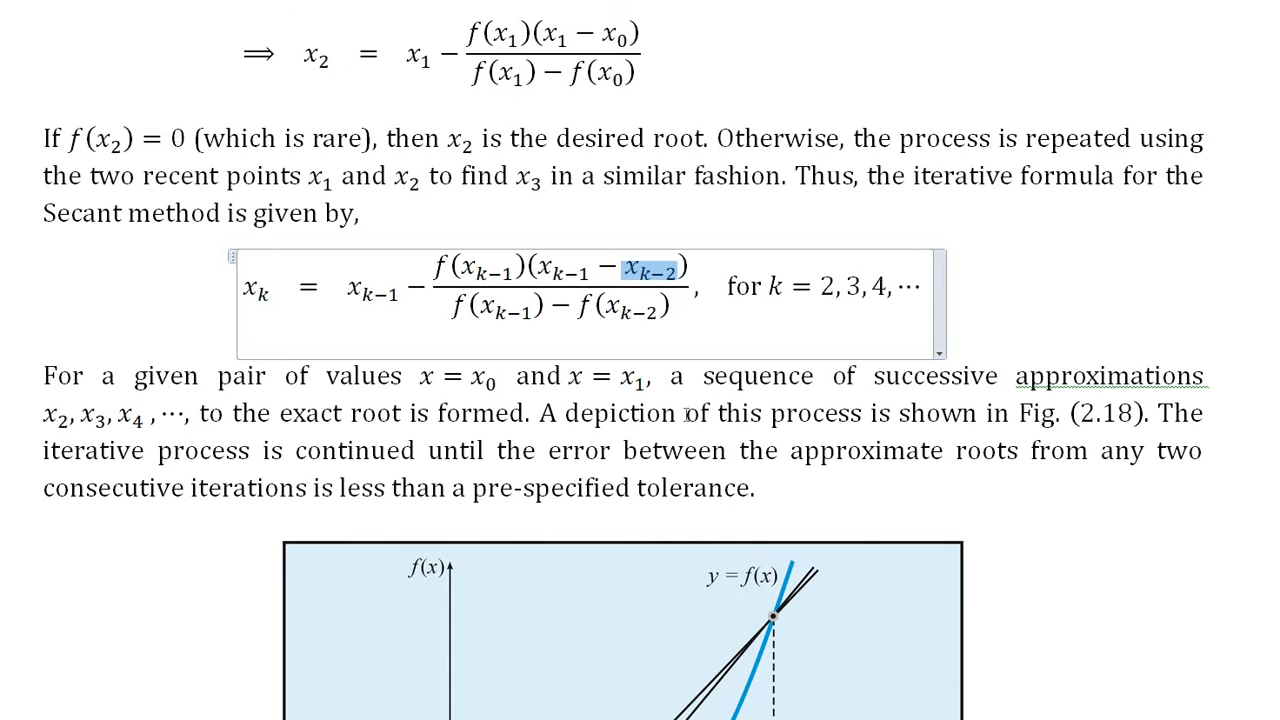 ⟹ x₂ = x₁ − f(x₁)(x₁ − x₀) / f(x₁) − f(x₀)
If f(x₂) = 0 (which is rare), then x₂ is the desired root. Otherwise, the process is repeated using
the two recent points x₁ and x₂ to find x₃ in a similar fashion. Thus, the iterative formula for the
Secant method is given by,
xₖ = xₖ₋₁ − f(xₖ₋₁)(xₖ₋₁ − xₖ₋₂) / f(xₖ₋₁) − f(xₖ₋₂), for k = 2, 3, 4, ⋯
For a given pair of values x = x₀ and x = x₁, a sequence of successive approximations
x₂, x₃, x₄ , ⋯, to the exact root is formed. A depiction of this process is shown in Fig. (2.18). The
iterative process is continued until the error between the approximate roots from any two
consecutive iterations is less than a pre-specified tolerance.
f(x)
y = f(x)